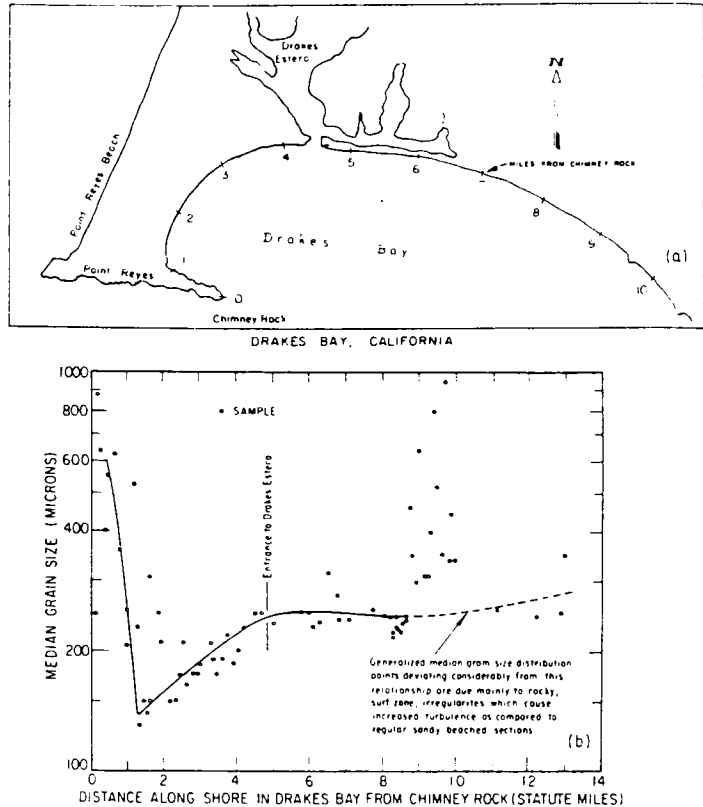 Drakes
Estero
N
Point Reyes Beach
4
5
6
3
MILES FROM CHIMNEY ROCK
7
2
8
Drakes Bay
9
(a)
Point Reyes
1
10
0
Chimney Rock
DRAKES BAY, CALIFORNIA
1000
800
600
400
200
100
MEDIAN GRAIN SIZE (MICRONS)
• SAMPLE
Entrance to Drakes Estero
Generalized median grain size distribution
points deviating considerably from this
relationship are due mainly to rocky,
surf zone, irregularites which cause
increased turbulence as compared to
regular sandy beached sections
(b)
0 2 4 6 8 10 12 14
DISTANCE ALONG SHORE IN DRAKES BAY FROM CHIMNEY ROCK (STATUTE MILES)